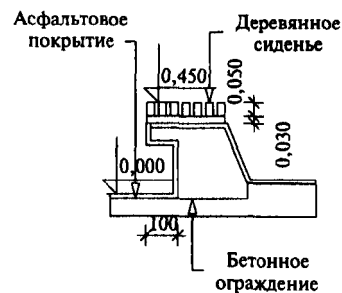 Асфальтовое
покрытие
Деревянное
сиденье
0,450
0,050
0,000
0,030
100
Бетонное
ограждение